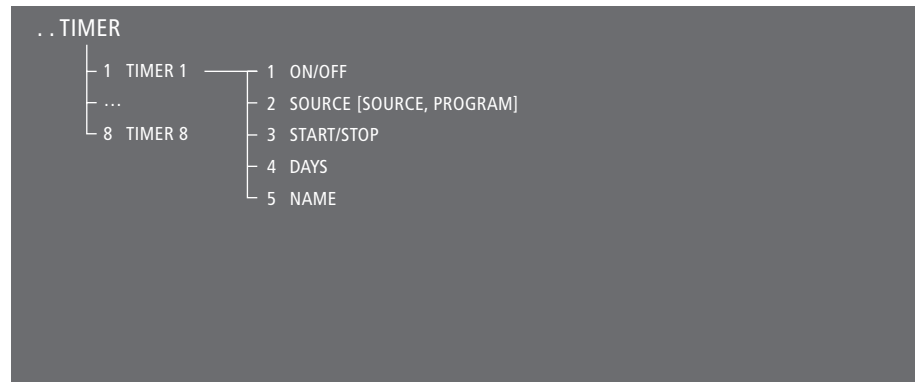 . . TIMER
1 TIMER 1 1 ON/OFF
… 2 SOURCE [SOURCE, PROGRAM]
8 TIMER 8 3 START/STOP
4 DAYS
5 NAME